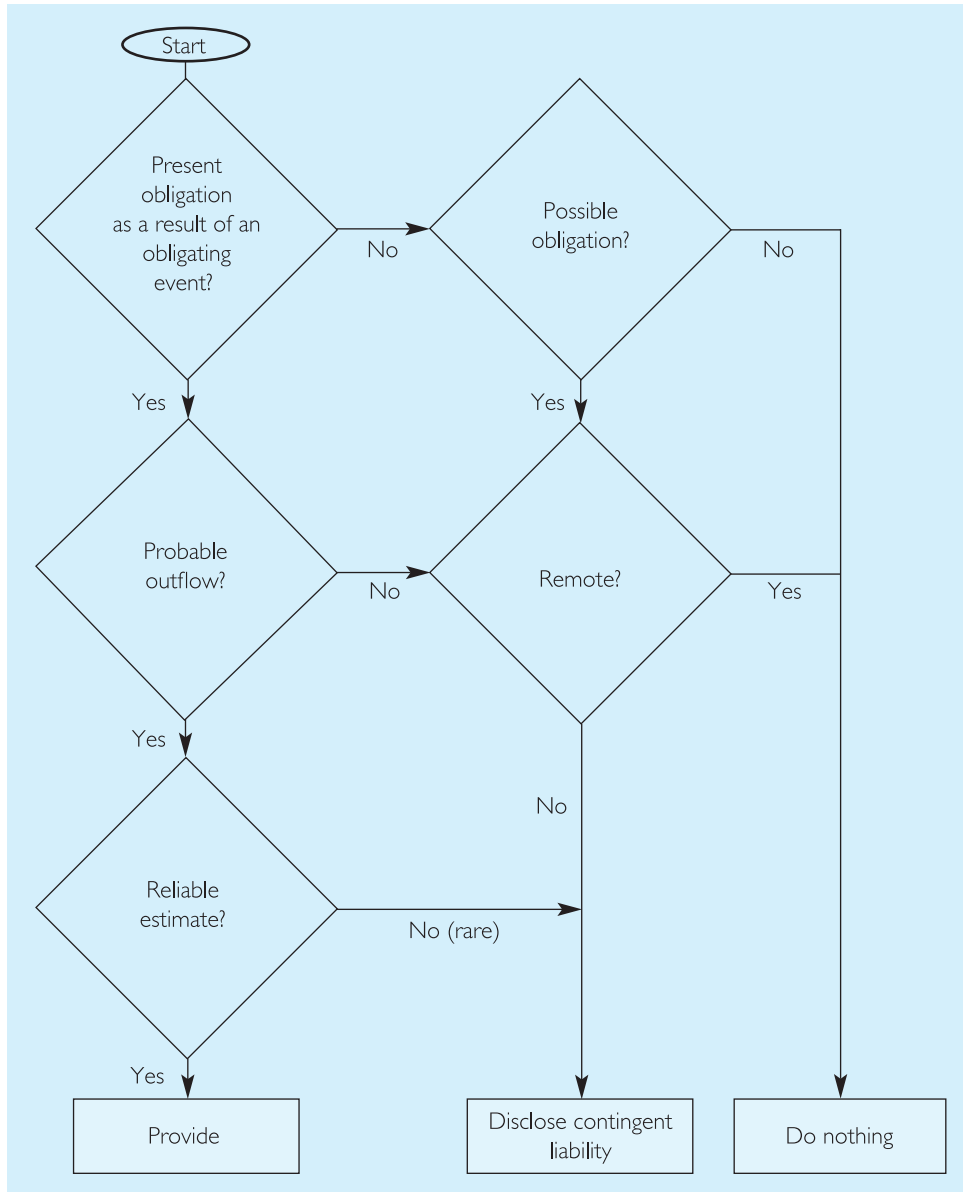 Start
Present
obligation
as a result of an
obligating
event?
No
Possible
obligation?
No
Yes
Yes
Probable
outflow?
No
Remote?
Yes
Yes
No
Reliable
estimate?
No (rare)
Yes
Provide
Disclose contingent
liability
Do nothing